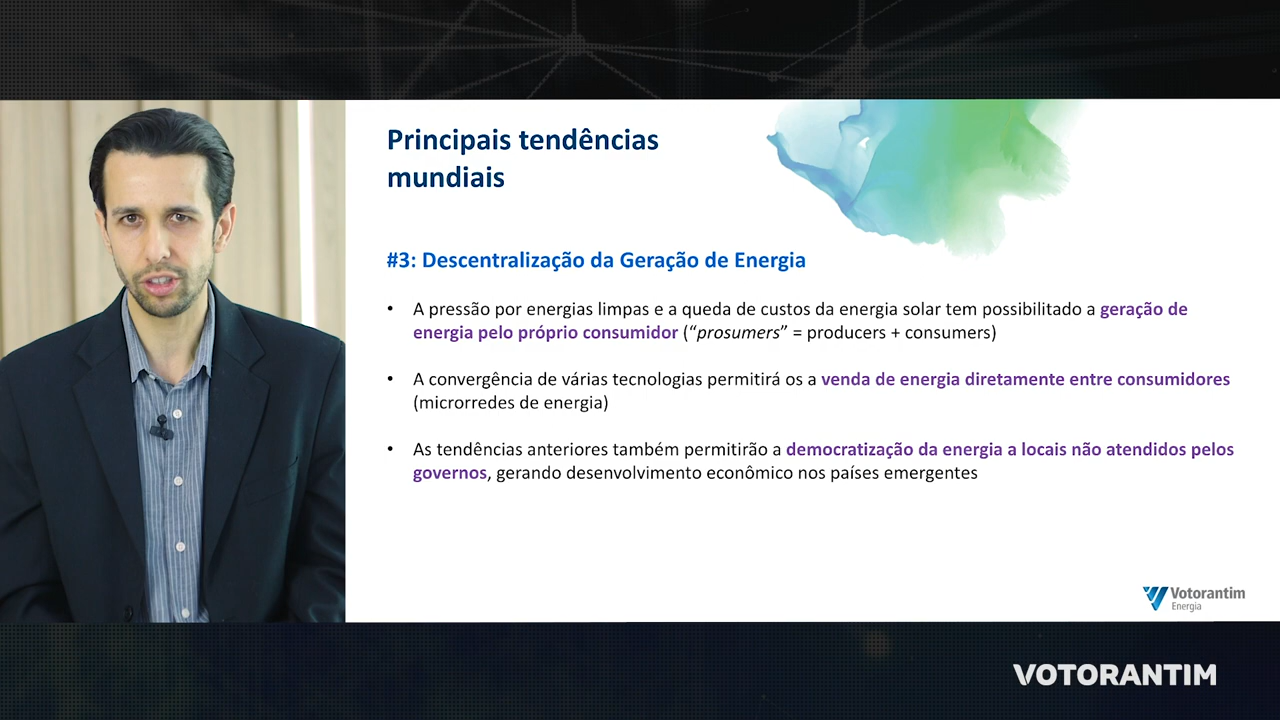 Principais tendências
mundiais
#3: Descentralização da Geração de Energia
• A pressão por energias limpas e a queda de custos da energia solar tem possibilitado a geração de
energia pelo próprio consumidor (“prosumers” = producers + consumers)
• A convergência de várias tecnologias permitirá os a venda de energia diretamente entre consumidores
(microrredes de energia)
• As tendências anteriores também permitirão a democratização da energia a locais não atendidos pelos
governos, gerando desenvolvimento econômico nos países emergentes
Votorantim
Energia
VOTORANTIM